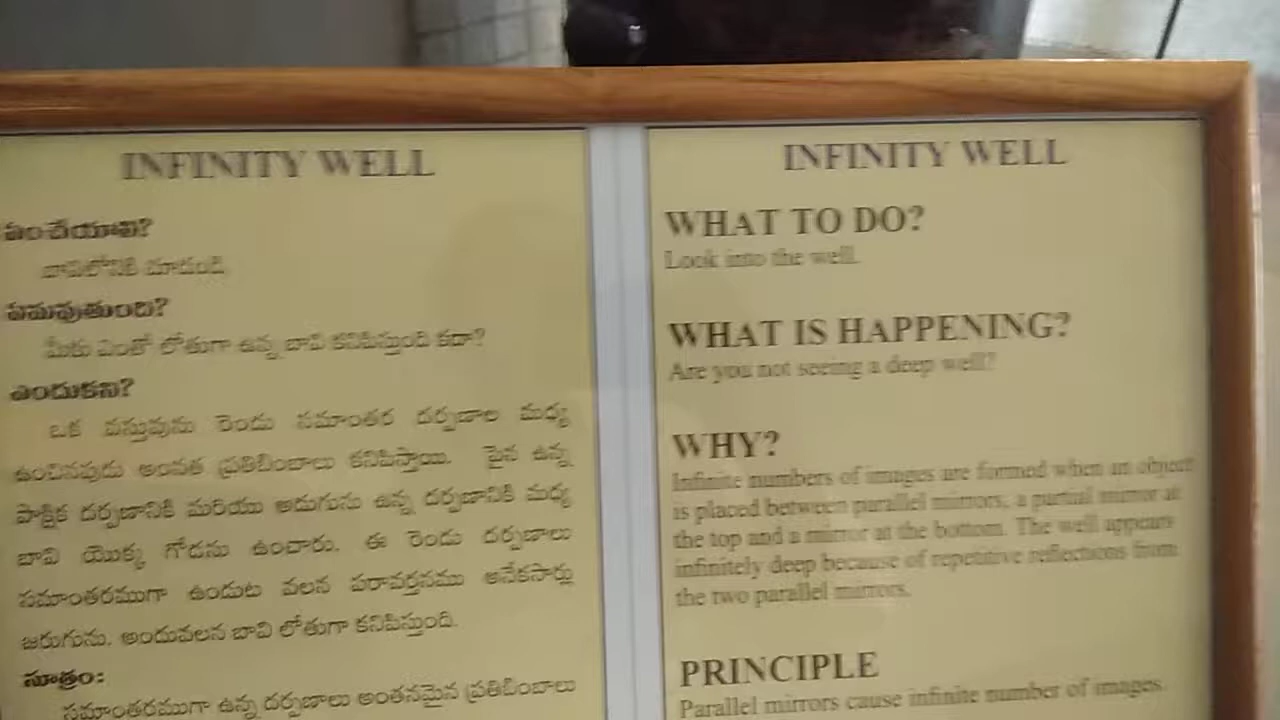 INFINITY WELL
ఏం చేయాలి?
బావిలోనికి చూడండి
ఏమవుతుంది?
మీకు ఎంతో లోతుగా ఉన్న బావి కనిపిస్తుంది కదా?
ఎందుకని?
ఒక వస్తువును రెండు సమాంతర దర్పణాల మధ్య
ఉంచినపుడు అనంత ప్రతిబింబాలు కనిపిస్తాయి. పైన ఉన్న
పాక్షిక దర్పణానికి మరియు అడుగును ఉన్న దర్పణానికి మధ్య
బావి యొక్క గోడను ఉంచారు. ఈ రెండు దర్పణాలు
సమాంతరముగా ఉండుట వలన పరావర్తనము అనేకసార్లు
జరుగును. అందువలన బావి లోతుగా కనిపిస్తుంది.
సూత్రం:
సమాంతరముగా ఉన్న దర్పణాలు అంతనమైన ప్రతిబింబాలు
INFINITY WELL
WHAT TO DO?
Look into the well.
WHAT IS HAPPENING?
Are you not seeing a deep well?
WHY?
Infinite numbers of images are formed when an object
is placed between parallel mirrors; a partial mirror at
the top and a mirror at the bottom. The well appears
infinitely deep because of repetitive reflections from
the two parallel mirrors.
PRINCIPLE
Parallel mirrors cause infinite number of images.